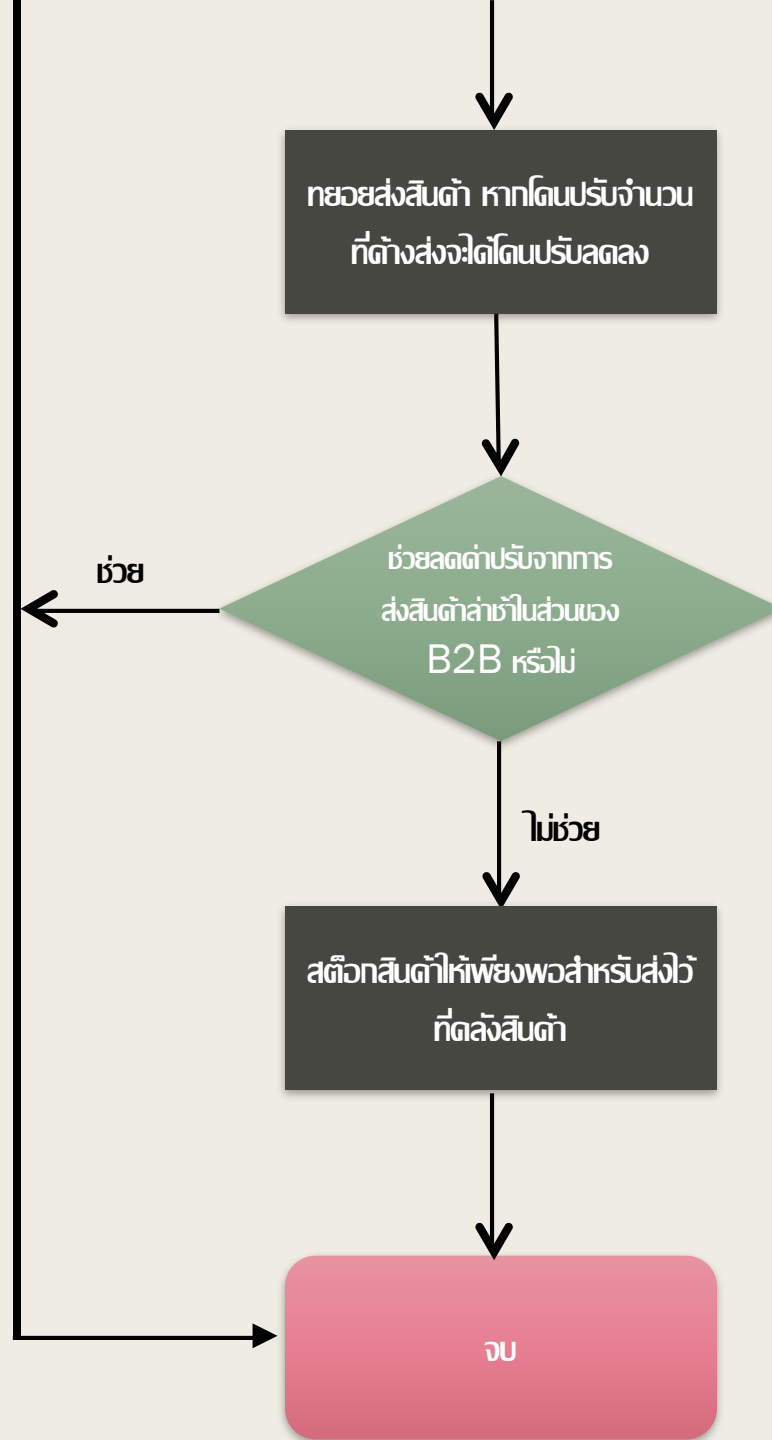 ทยอยส่งสินค้า หากโดนปรับจำนวน
ที่ค้างส่งจะได้โดนปรับลดลง
ช่วยลดค่าปรับจากการ
ส่งสินค้าล่าช้าในส่วนของ
B2B หรือไม่
ช่วย
ไม่ช่วย
สต็อกสินค้าให้เพียงพอสำหรับส่งไว้
ที่คลังสินค้า
จบ